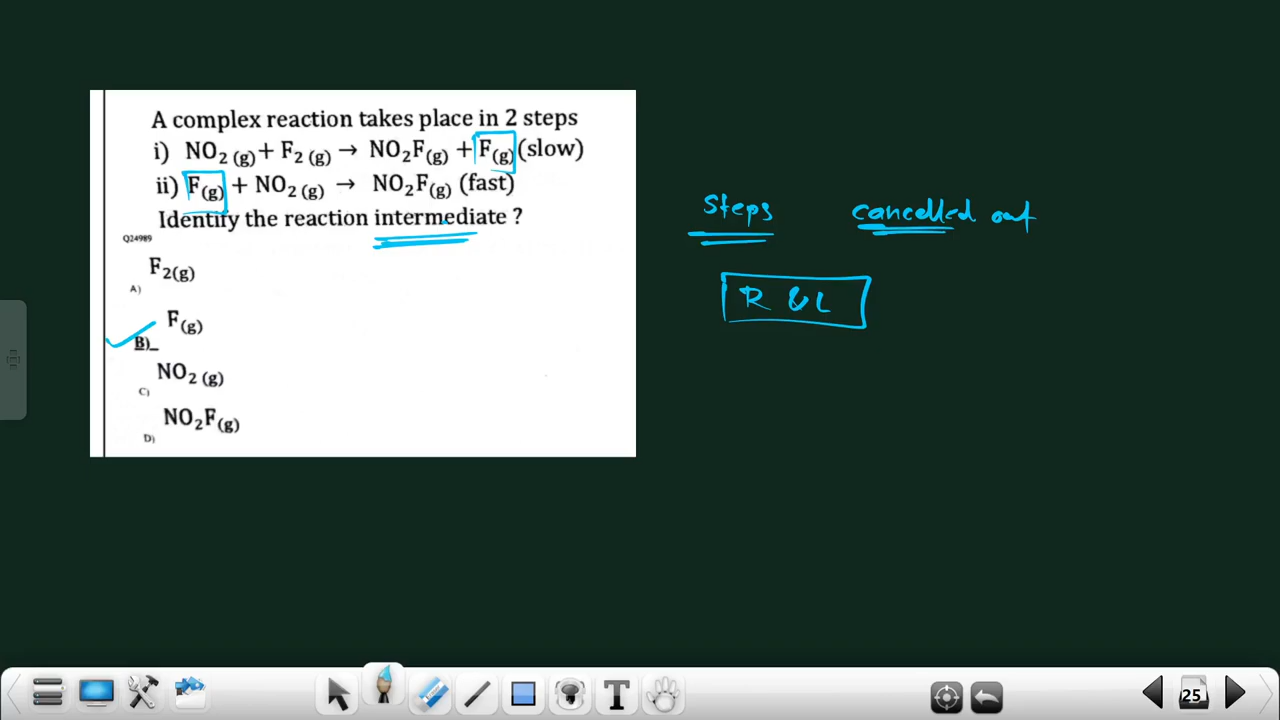 A complex reaction takes place in 2 steps
i) NO₂ (g) + F₂ (g) → NO₂F(g) + F(g) (slow)
ii) F(g) + NO₂ (g) → NO₂F(g) (fast)
Identify the reaction intermediate ?
Q24989
F₂(g)
A)
F(g)
B)_
NO₂ (g)
C)
NO₂F(g)
D)
Steps cancelled out
R & L
T
25